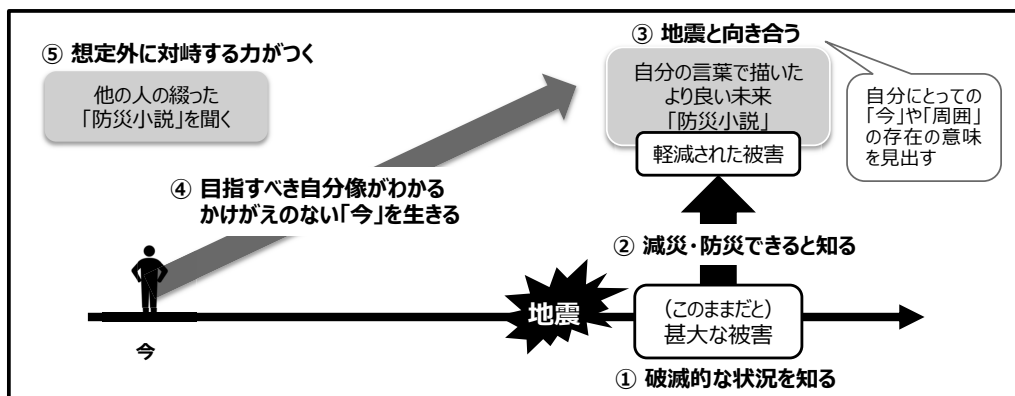 ⑤ 想定外に対峙する力がつく
他の人の綴った
「防災小説」を聞く
③ 地震と向き合う
自分の言葉で描いた
より良い未来
「防災小説」
軽減された被害
自分にとっての
「今」や「周囲」
の存在の意味
を見出す
④ 目指すべき自分像がわかる
かけがえのない「今」を生きる
② 減災・防災できると知る
地震
(このままだと)
甚大な被害
今
① 破滅的な状況を知る